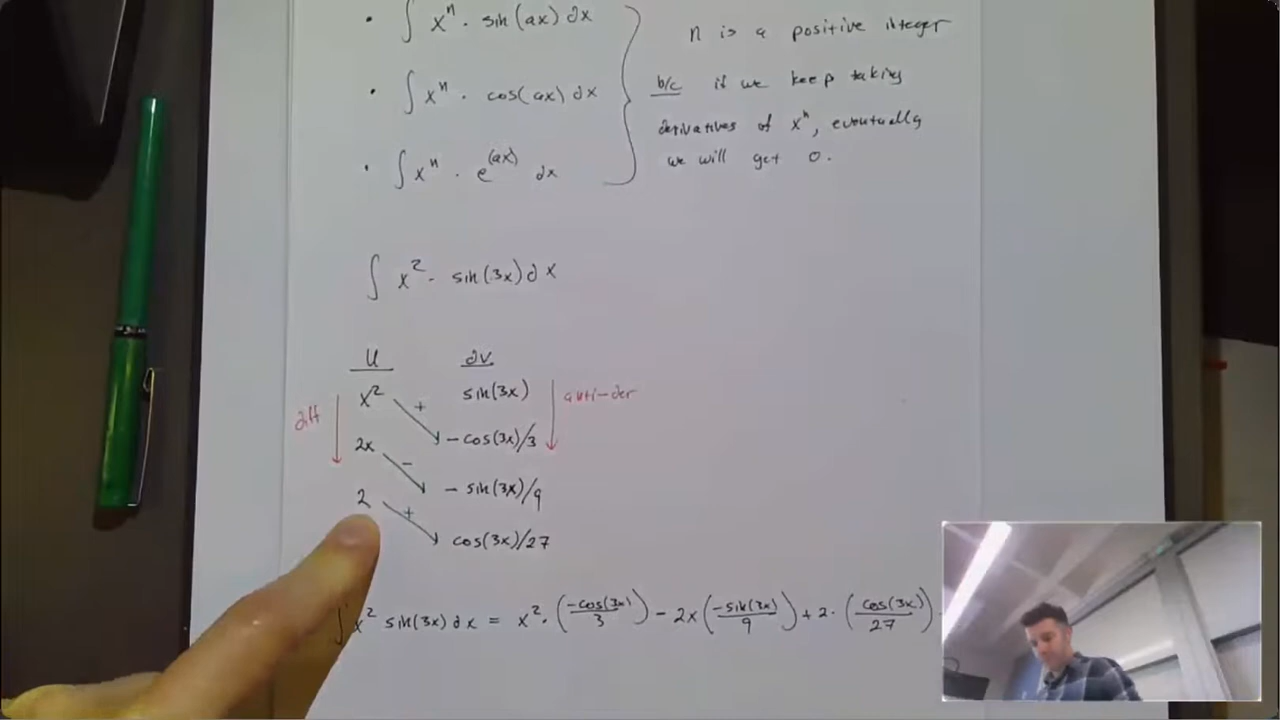 • ∫ xⁿ · sin(ax) dx
n is a positive integer
• ∫ xⁿ · cos(ax) dx
b/c if we keep taking
derivatives of xⁿ, eventually
• ∫ xⁿ · e^(ax) dx
we will get 0.
∫ x² · sin(3x) dx
u dv
x² + sin(3x)
diff anti-der
2x - -cos(3x)/3
2 + -sin(3x)/9
cos(3x)/27
∫ x² sin(3x) dx = x² · (-cos(3x)/3) - 2x (-sin(3x)/9) + 2 · (cos(3x)/27)